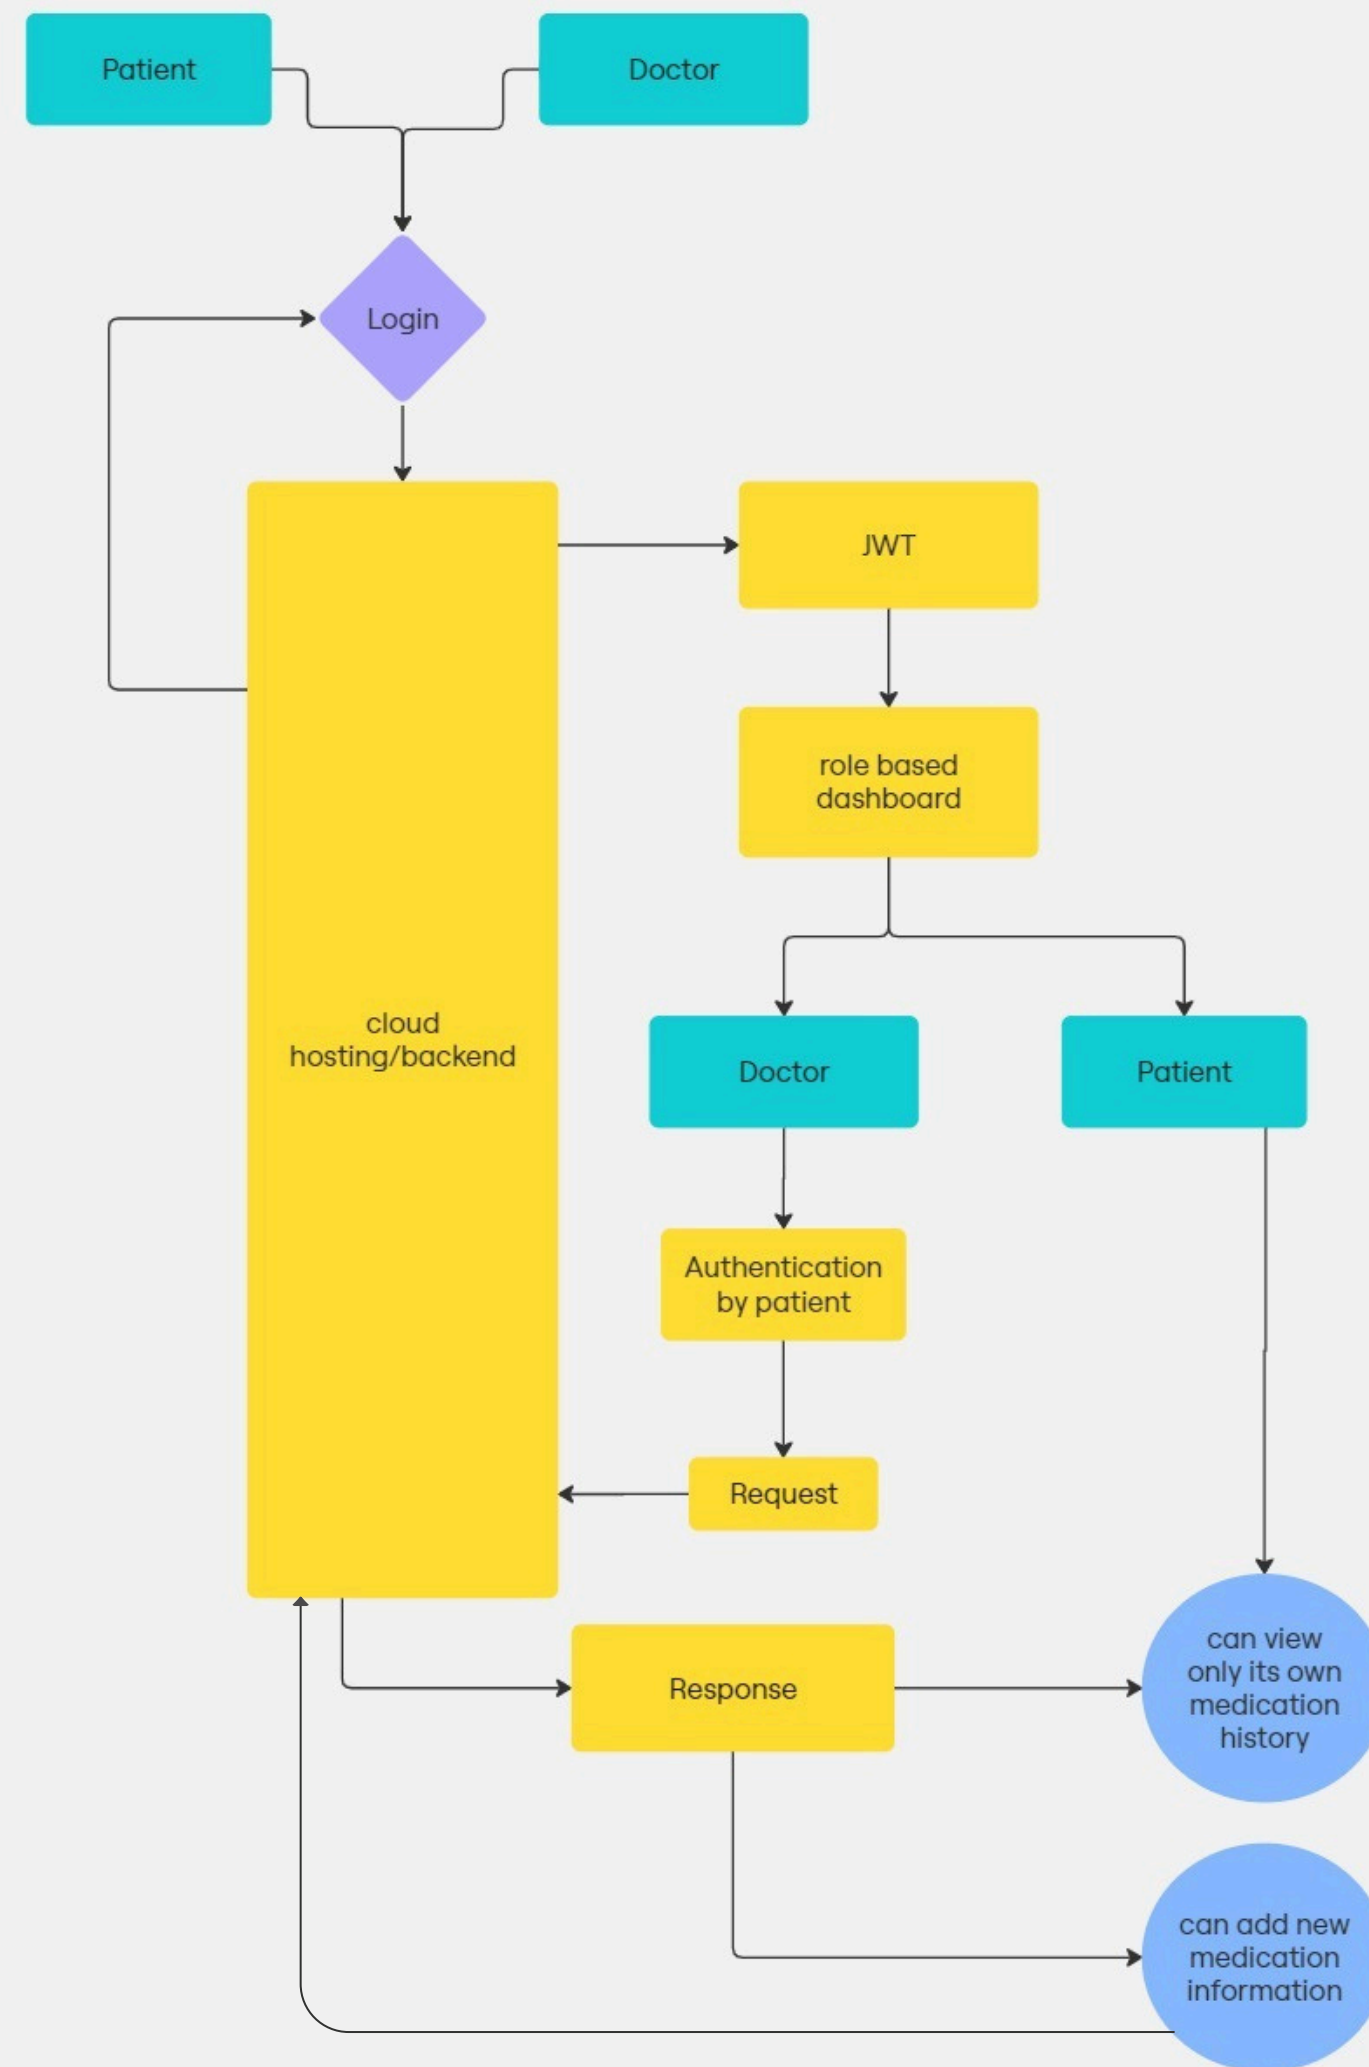 Patient
Doctor
Login
cloud
hosting/backend
JWT
role based
dashboard
Doctor
Patient
Authentication
by patient
Request
Response
can view
only its own
medication
history
can add new
medication
information